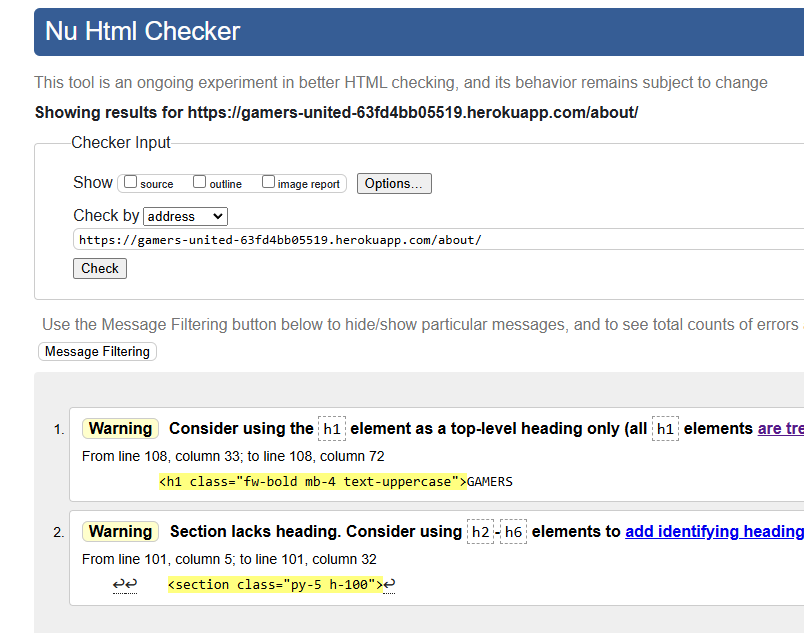 Nu Html Checker
This tool is an ongoing experiment in better HTML checking, and its behavior remains subject to change
Showing results for https://gamers-united-63fd4bb05519.herokuapp.com/about/
Checker Input
Show source outline image report Options...
Check by address
https://gamers-united-63fd4bb05519.herokuapp.com/about/
Check
Use the Message Filtering button below to hide/show particular messages, and to see total counts of errors
Message Filtering
1. Warning Consider using the h1 element as a top-level heading only (all h1 elements are tre
From line 108, column 33; to line 108, column 72
<h1 class="fw-bold mb-4 text-uppercase">GAMERS
2. Warning Section lacks heading. Consider using h2-h6 elements to add identifying heading
From line 101, column 5; to line 101, column 32
↩↩ <section class="py-5 h-100">↩